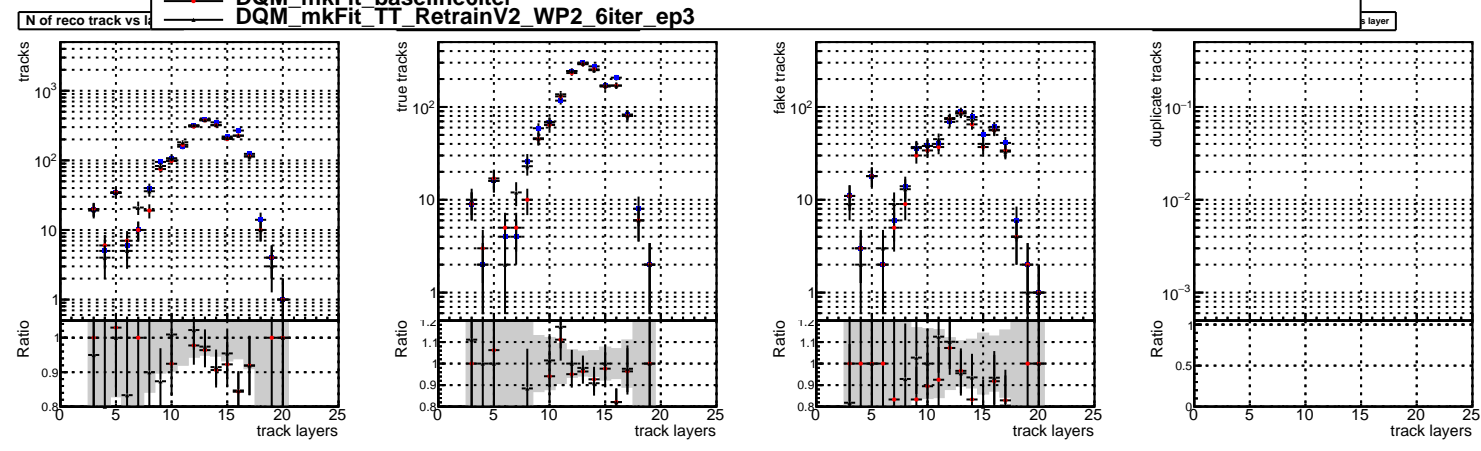 DQM_mkFit_TT_RetrainV2_WP2_6iter_ep3
N of reco track vs
s layer
tracks
10³
10²
10
1
Ratio
1
0.9
0.8
0 5 10 15 20 25
track layers
true tracks
10²
10
1
Ratio
1.2
1.1
1
0.9
0.8
0 5 10 15 20 25
track layers
fake tracks
10²
10
1
Ratio
1.2
1.1
1
0.9
0.8
0 5 10 15 20 25
track layers
duplicate tracks
10⁻¹
10⁻²
10⁻³
Ratio
1
0.5
0
0 5 10 15 20 25
track layers